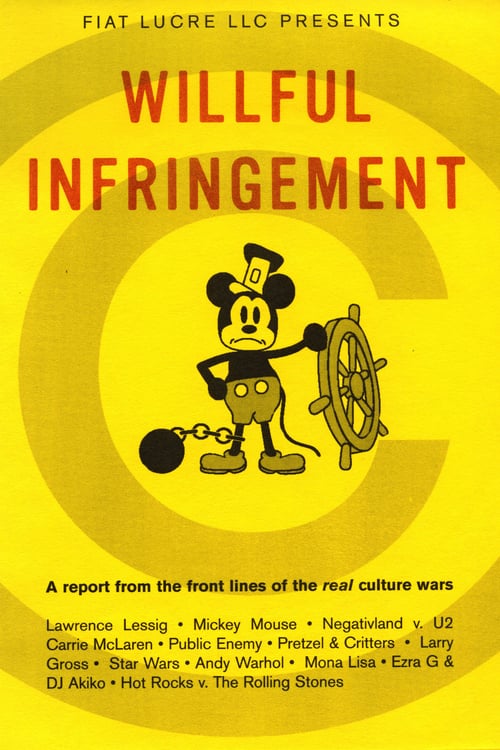 FIAT LUCRE LLC PRESENTS
WILLFUL
INFRINGEMENT
A report from the front lines of the real culture wars
Lawrence Lessig • Mickey Mouse • Negativland v. U2
Carrie McLaren • Public Enemy • Pretzel & Critters • Larry
Gross • Star Wars • Andy Warhol • Mona Lisa • Ezra G &
DJ Akiko • Hot Rocks v. The Rolling Stones